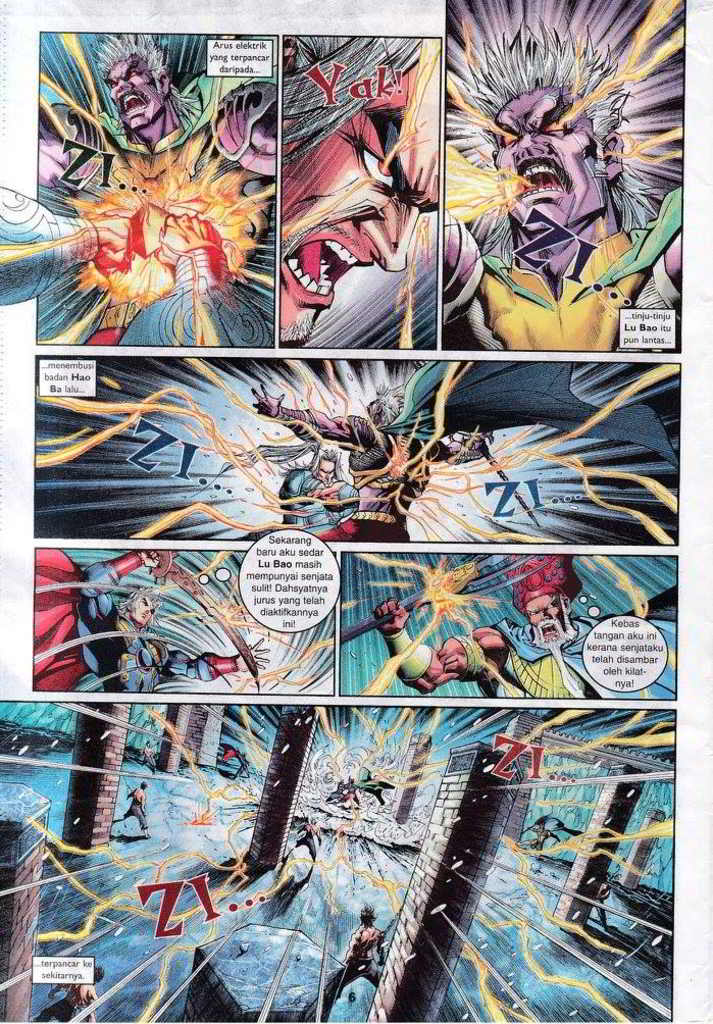 Arus elektrik
yang terpancar
daripada...
ZI...
Yak!
ZI...
...tinju-tinju
Lu Bao itu
pun lantas...
...menembusi
badan Hao
Ba lalu...
ZI...
ZI...
Sekarang
baru aku sedar
Lu Bao masih
mempunyai senjata
sulit! Dahsyatnya
jurus yang telah
diaktifkannya
ini!
Kebas
tangan aku ini
kerana senjataku
telah disambar
oleh kilat-
nya!
ZI...
ZI...
...terpancar ke
sekitarnya.
6